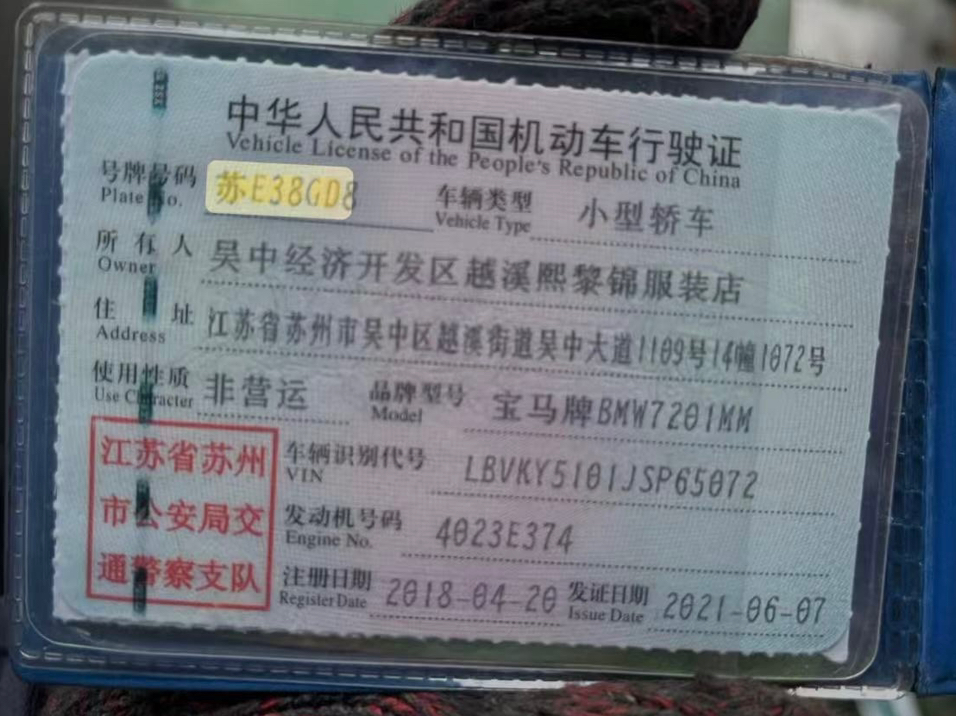 中华人民共和国机动车行驶证
Vehicle License of the People's Republic of China
号牌号码 苏E38GD8 车辆类型 小型轿车
Plate No. Vehicle Type
所有人 吴中经济开发区越溪熙黎锦服装店
Owner
住址 江苏省苏州市吴中区越溪街道吴中大道1109号14幢1072号
Address
使用性质 非营运 品牌型号 宝马牌BMW7201MM
Use Character Model
江苏省苏州
市公安局交
通警察支队
车辆识别代号 LBVKY5101JSP65072
VIN
发动机号码 4023E374
Engine No.
注册日期 2018-04-20 发证日期 2021-06-07
Register Date Issue Date